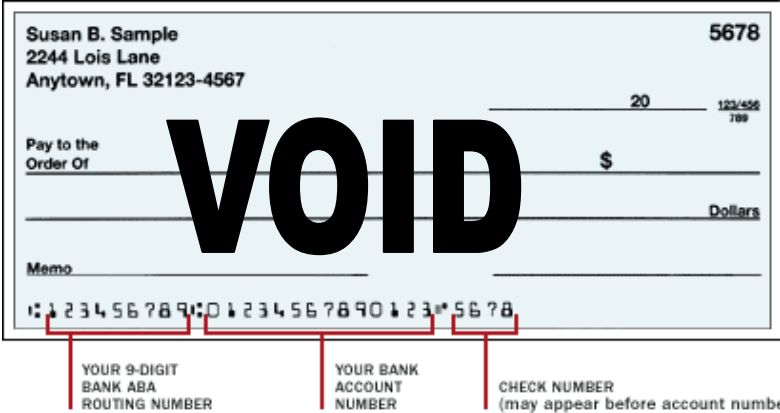 Susan B. Sample 5678
2244 Lois Lane
Anytown, FL 32123-4567
20 123/456
789
VOID
Pay to the
Order Of $
Dollars
Memo
⑆123456789⑆01234567890123⑈5678
YOUR 9-DIGIT
BANK ABA
ROUTING NUMBER
YOUR BANK
ACCOUNT
NUMBER
CHECK NUMBER
(may appear before account numbe